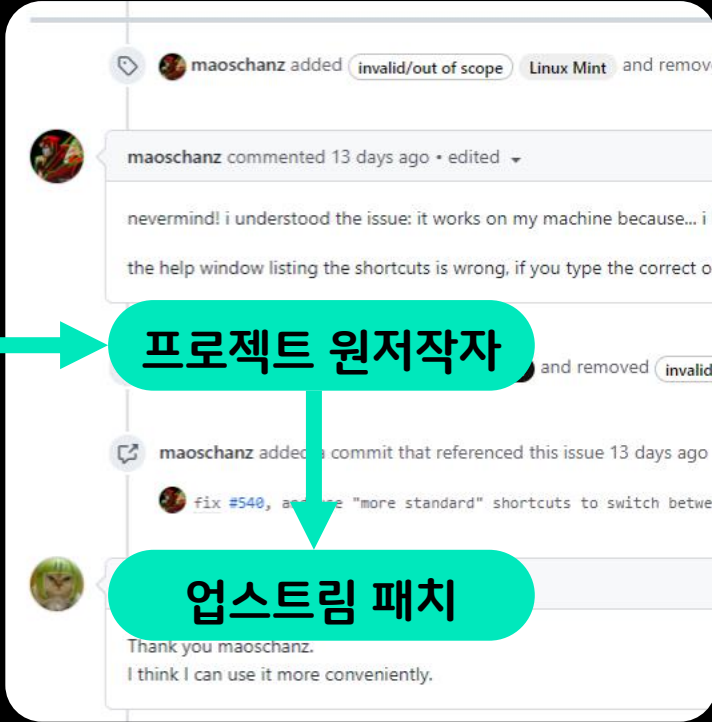 maoschanz added invalid/out of scope Linux Mint and remov
maoschanz commented 13 days ago • edited
nevermind! i understood the issue: it works on my machine because... i
the help window listing the shortcuts is wrong, if you type the correct o
프로젝트 원저작자
and removed invalid
maoschanz added a commit that referenced this issue 13 days ago
fix #540, and use "more standard" shortcuts to switch betwe
업스트림 패치
Thank you maoschanz.
I think I can use it more conveniently.